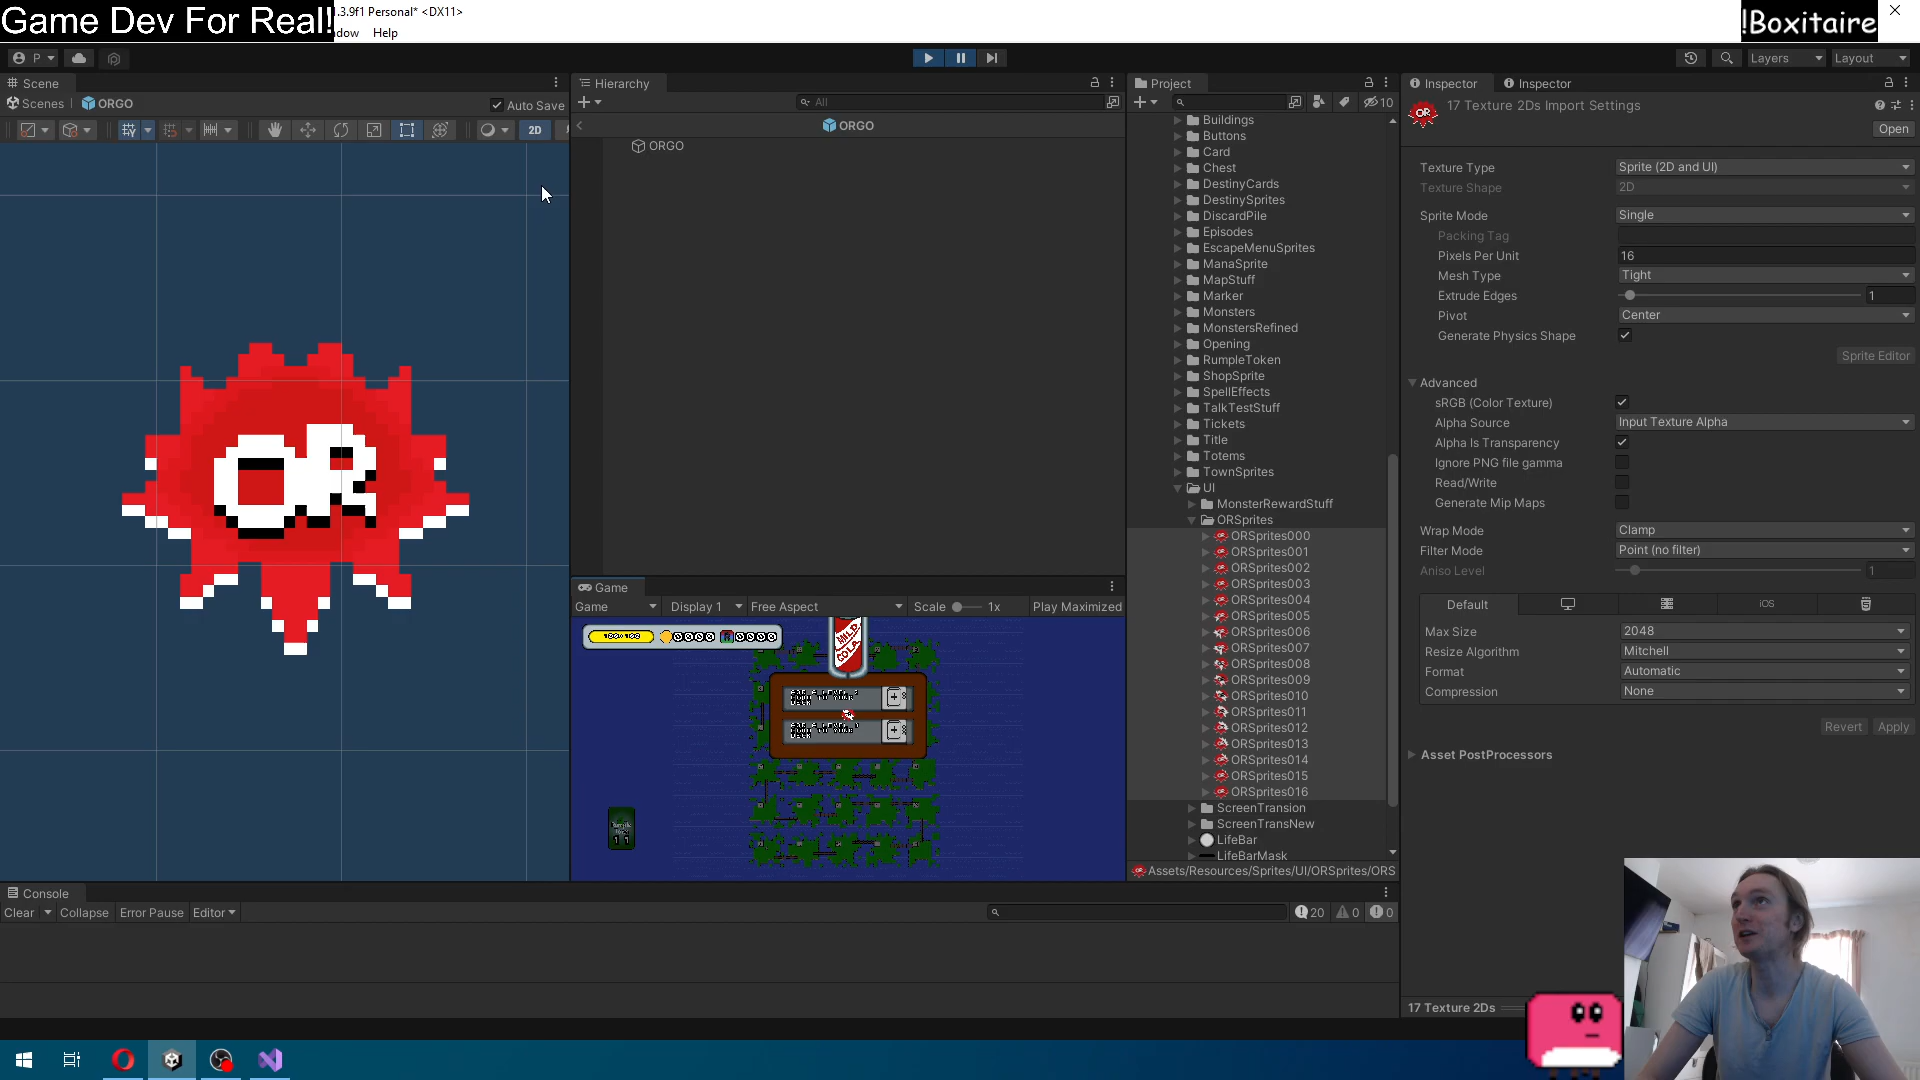 Game Dev For Real!
.3.9f1 Personal* <DX11>
!Boxitaire
dow Help
P
Layers
Layout
Scene
Hierarchy
Project
Inspector
Inspector
Scenes
ORGO
Auto Save
All
10
17 Texture 2Ds Import Settings
Open
2D
ORGO
ORGO
OR
Buildings
Buttons
Card
Chest
DestinyCards
DestinySprites
DiscardPile
Episodes
EscapeMenuSprites
ManaSprite
MapStuff
Marker
Monsters
MonstersRefined
Opening
RumpleToken
ShopSprite
SpellEffects
TalkTestStuff
Tickets
Title
Totems
TownSprites
UI
MonsterRewardStuff
ORSprites
ORSprites000
ORSprites001
ORSprites002
ORSprites003
ORSprites004
ORSprites005
ORSprites006
ORSprites007
ORSprites008
ORSprites009
ORSprites010
ORSprites011
ORSprites012
ORSprites013
ORSprites014
ORSprites015
ORSprites016
ScreenTransion
ScreenTransNew
LifeBar
LifeBarMask
Assets/Resources/Sprites/UI/ORSprites/ORS
Texture Type Sprite (2D and UI)
Texture Shape 2D
Sprite Mode Single
Packing Tag
Pixels Per Unit 16
Mesh Type Tight
Extrude Edges 1
Pivot Center
Generate Physics Shape
Sprite Editor
Advanced
sRGB (Color Texture)
Alpha Source Input Texture Alpha
Alpha Is Transparency
Ignore PNG file gamma
Read/Write
Generate Mip Maps
Wrap Mode Clamp
Filter Mode Point (no filter)
Aniso Level 1
Default
iOS
Max Size 2048
Resize Algorithm Mitchell
Format Automatic
Compression None
Revert Apply
Asset PostProcessors
17 Texture 2Ds
Game
Game Display 1 Free Aspect Scale 1x Play Maximized
WILD
COLA
Console
Clear Collapse Error Pause Editor
20 0 0